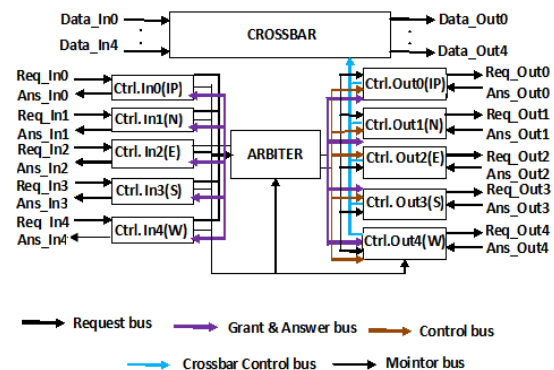 Data_In0
Data_In4
CROSSBAR
Data_Out0
Data_Out4
Req_In0
Ans_In0
Req_In1
Ans_In1
Req_In2
Ans_In2
Req_In3
Ans_In3
Req_In4
Ans_In4
Ctrl.In0(IP)
Ctrl. In1(N)
Ctrl. In2(E)
Ctrl. In3(S)
Ctrl. In4(W)
ARBITER
Ctrl.Out0(IP)
Ctrl.Out1(N)
Ctrl.Out2(E)
Ctrl. Out3(S)
Ctrl.Out4(W)
Req_Out0
Ans_Out0
Req_Out1
Ans_Out1
Req_Out2
Ans_Out2
Req_Out3
Ans_Out3
Req_Out4
Ans_Out4
Request bus
Grant & Answer bus
Control bus
Crossbar Control bus
Mointor bus